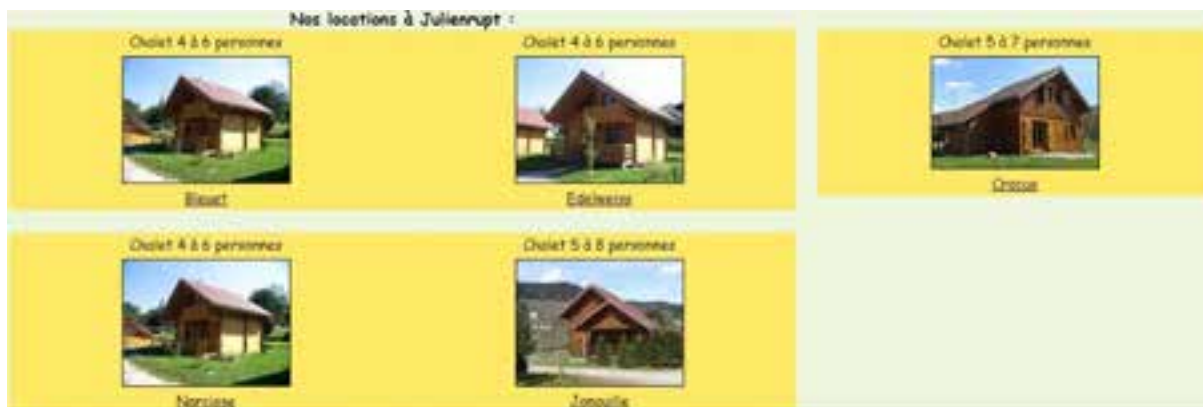 Nos locations à Julienrupt :
Chalet 4 à 6 personnes
Chalet 4 à 6 personnes
Chalet 5 à 7 personnes
Bleuet
Edelweiss
Crocus
Chalet 4 à 6 personnes
Chalet 5 à 8 personnes
Narcisse
Jonquille